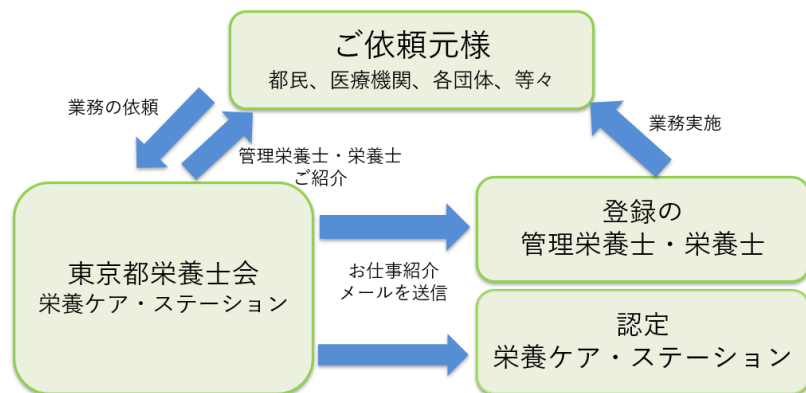 ご依頼元様
都民、医療機関、各団体、等々
業務の依頼
業務実施
管理栄養士・栄養士
ご紹介
東京都栄養士会
栄養ケア・ステーション
お仕事紹介
メールを送信
登録の
管理栄養士・栄養士
認定
栄養ケア・ステーション